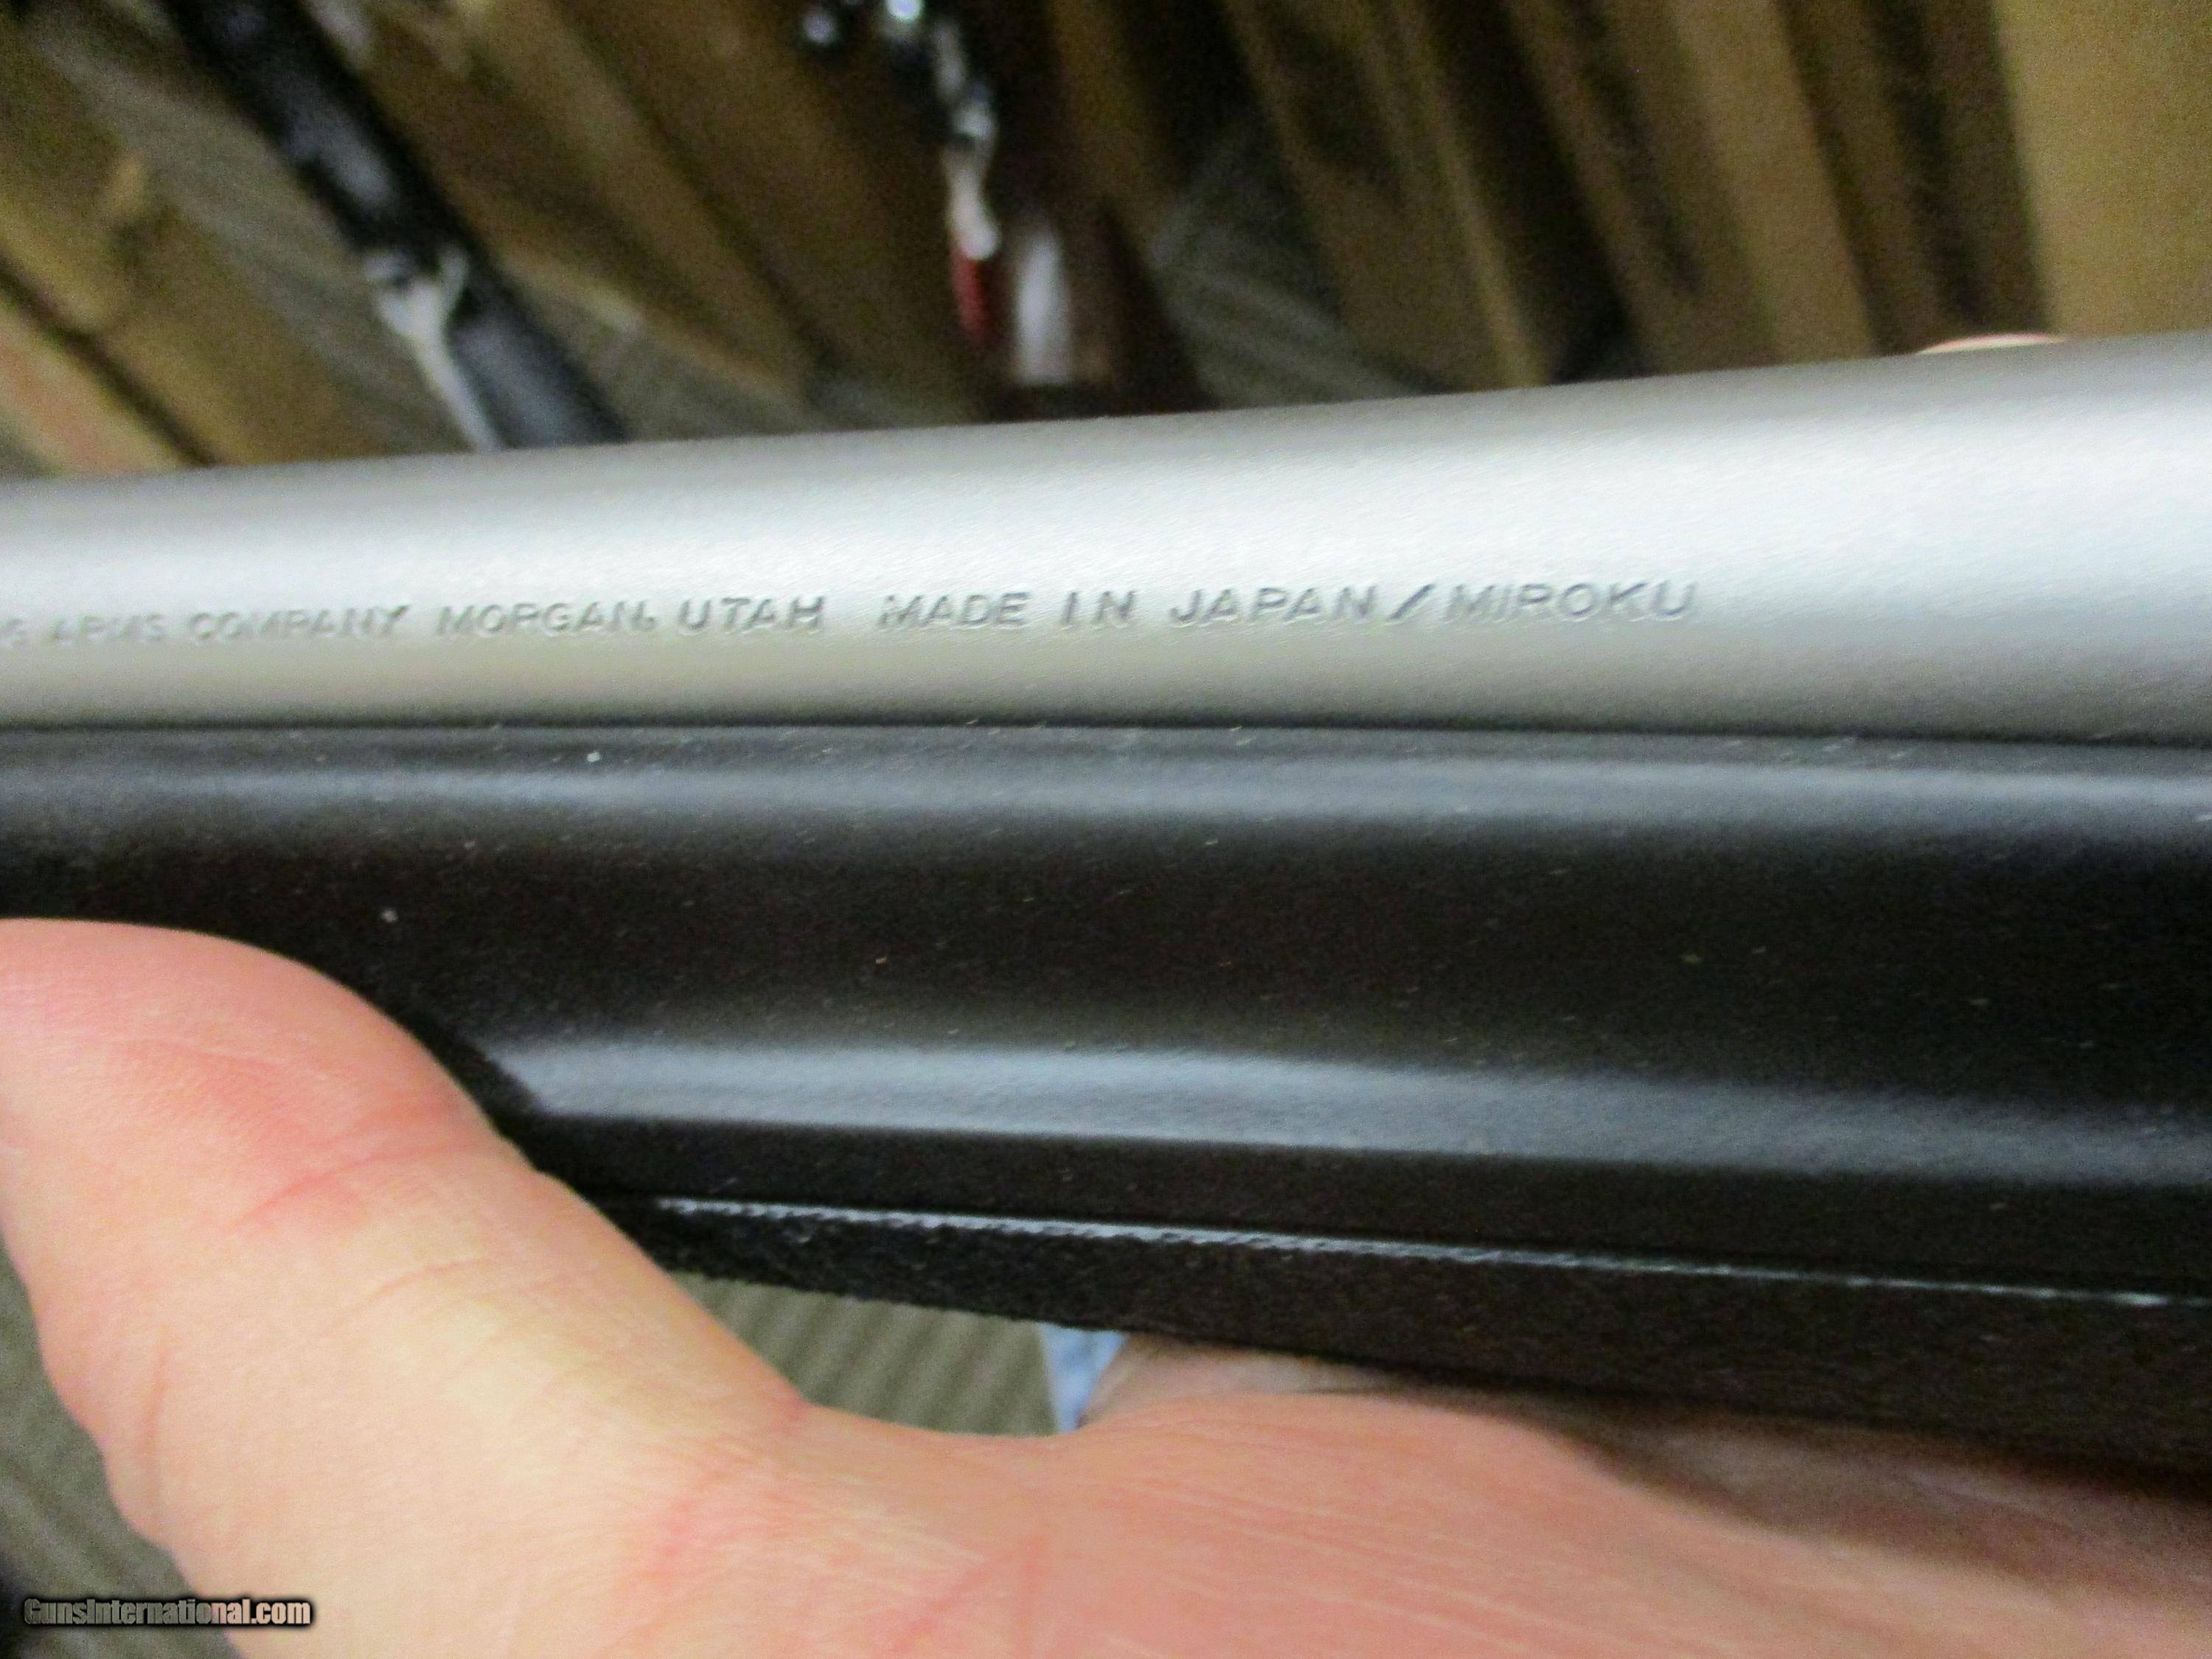 G ARMS COMPANY MORGAN, UTAH MADE IN JAPAN/MIROKU
GunsInternational.com